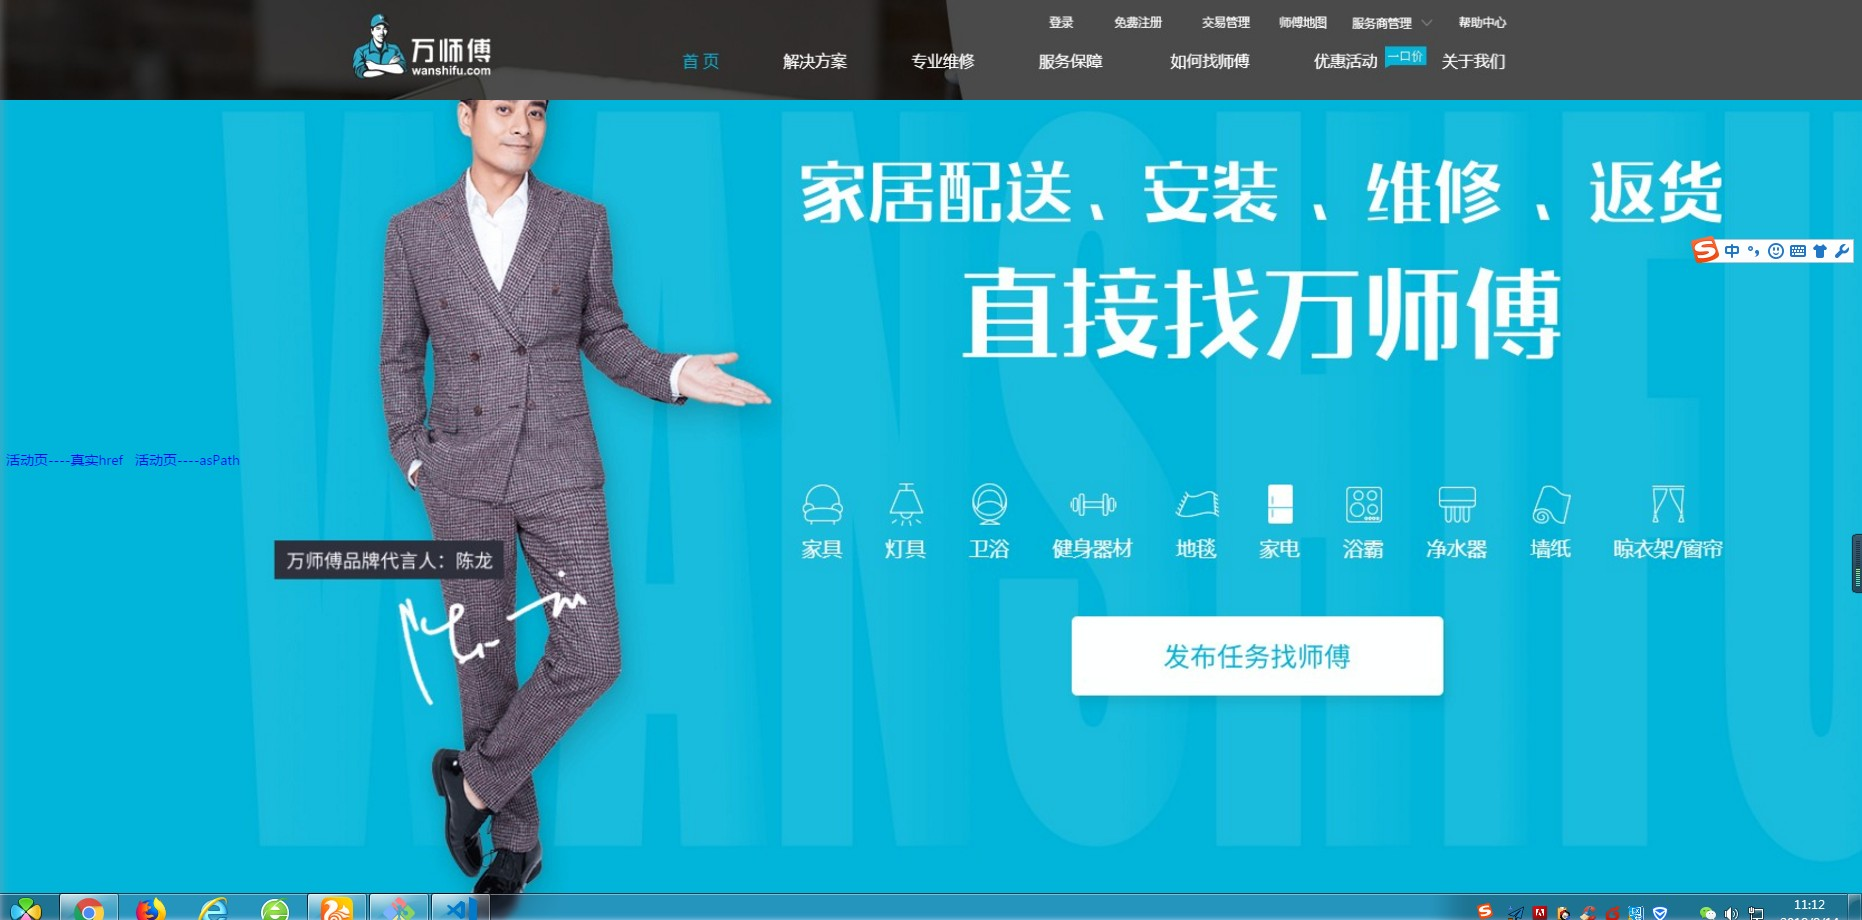 登录 免费注册 交易管理 师傅地图 服务商管理 帮助中心
万师傅
wanshifu.com
首 页 解决方案 专业维修 服务保障 如何找师傅 优惠活动 一口价 关于我们
家居配送、安装、维修、返货
中
直接找万师傅
活动页----真实href 活动页----asPath
家具 灯具 卫浴 健身器材 地毯 家电 浴霸 净水器 墙纸 晾衣架/窗帘
万师傅品牌代言人：陈龙
发布任务找师傅
WANSHIFU
11:12